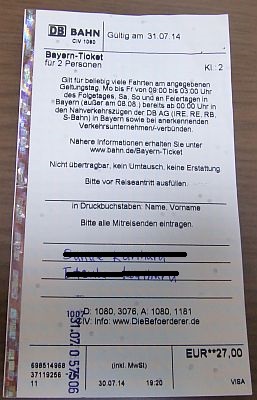 DB BAHN
CIV 1080
Gültig am 31.07.14
Bayern-Ticket
für 2 Personen
Kl.: 2
Gilt für beliebig viele Fahrten am angegebenen
Geltungstag, Mo bis Fr von 09:00 bis 03:00 Uhr
des Folgetages, Sa, So und an Feiertagen in
Bayern (außer am 08.08.) bereits ab 00:00 Uhr in
den Nahverkehrszügen der DB AG (IRE, RE, RB,
S-Bahn) in Bayern sowie bei anerkennenden
Verkehrsunternehmen/-verbünden.
Nähere Informationen erhalten Sie unter
www.bahn.de/Bayern-Ticket
Nicht übertragbar, kein Umtausch, keine Erstattung
Bitte vor Reiseantritt ausfüllen.
in Druckbuchstaben: Name, Vorname
Bitte alle Mitreisenden eintragen.
D: 1080, 3076, A: 1080, 1181
CIV: Info: www.DieBefoerderer.de
EUR**27,00
698514968
37119256
11
(inkl. MwSt)
30.07.14
19:20
VISA